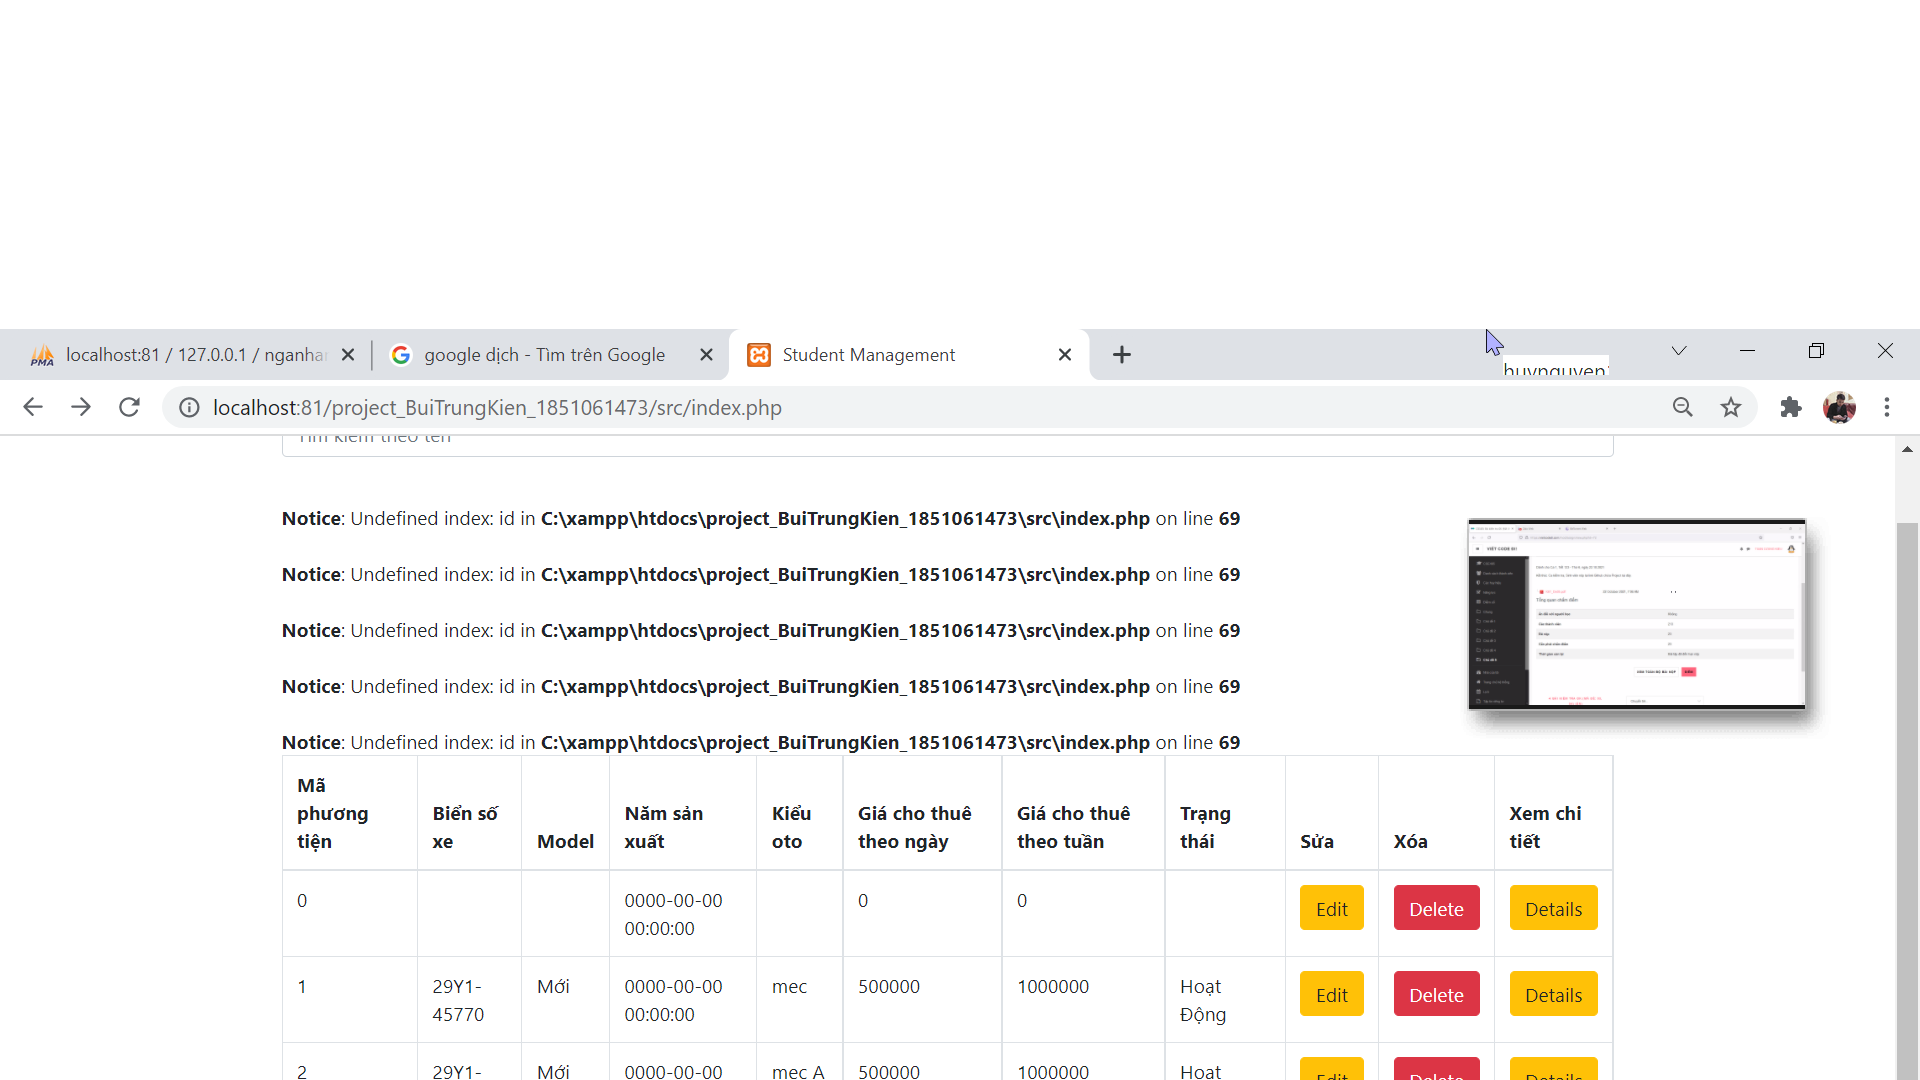 localhost:81 / 127.0.0.1 / nganhar
google dịch - Tìm trên Google
Student Management
huynguyen
localhost:81/project_BuiTrungKien_1851061473/src/index.php
Tìm kiếm theo tên
Notice: Undefined index: id in C:\xampp\htdocs\project_BuiTrungKien_1851061473\src\index.php on line 69
Notice: Undefined index: id in C:\xampp\htdocs\project_BuiTrungKien_1851061473\src\index.php on line 69
Notice: Undefined index: id in C:\xampp\htdocs\project_BuiTrungKien_1851061473\src\index.php on line 69
Notice: Undefined index: id in C:\xampp\htdocs\project_BuiTrungKien_1851061473\src\index.php on line 69
Notice: Undefined index: id in C:\xampp\htdocs\project_BuiTrungKien_1851061473\src\index.php on line 69
Mã phương tiện Biển số xe Model Năm sản xuất Kiểu oto Giá cho thuê theo ngày Giá cho thuê theo tuần Trạng thái Sửa Xóa Xem chi tiết
0 0000-00-00 00:00:00 0 0 Edit Delete Details
1 29Y1-45770 Mới 0000-00-00 00:00:00 mec 500000 1000000 Hoạt Động Edit Delete Details
2 29Y1- Mới 0000-00-00 mec A 500000 1000000 Hoạt Edit Delete Details